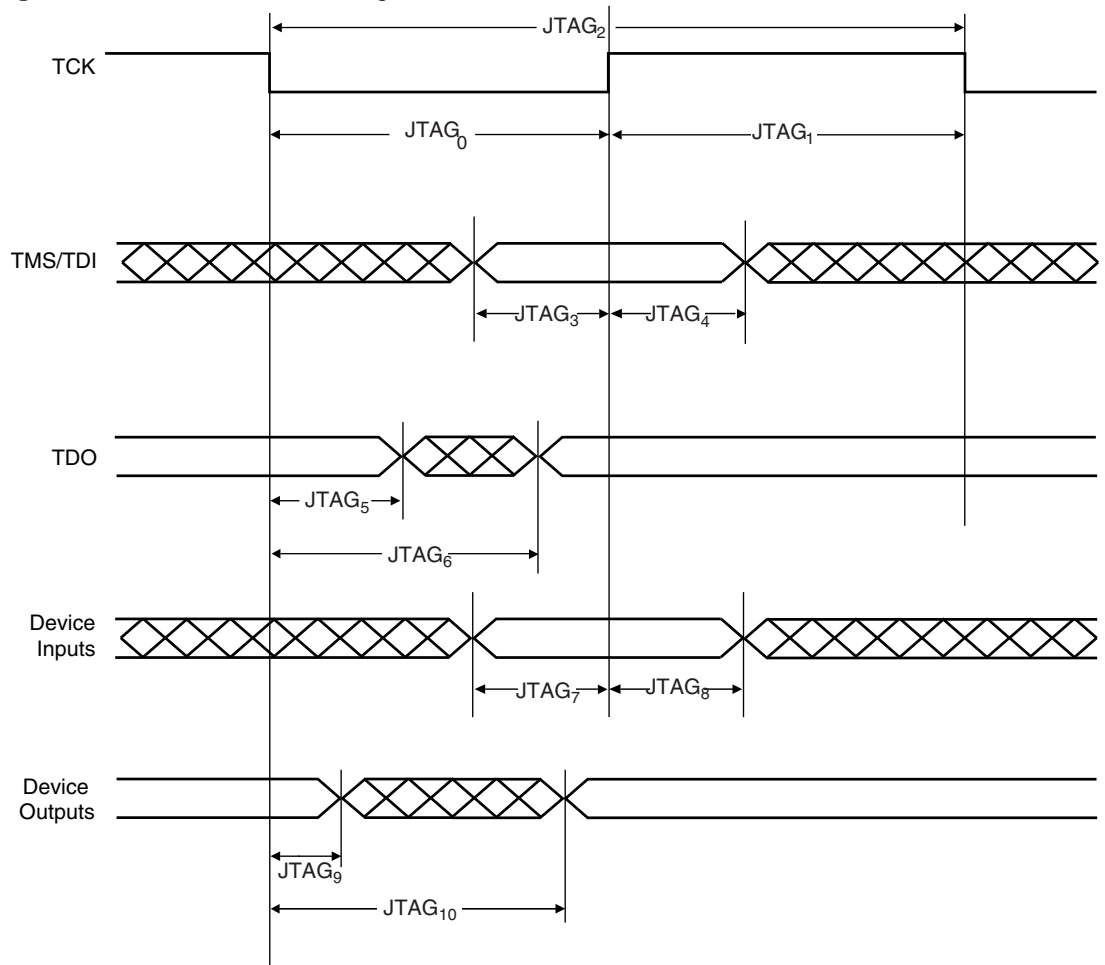 JTAG₂
TCK
JTAG₀
JTAG₁
TMS/TDI
JTAG₃
JTAG₄
TDO
JTAG₅
JTAG₆
Device
Inputs
JTAG₇
JTAG₈
Device
Outputs
JTAG₉
JTAG₁₀